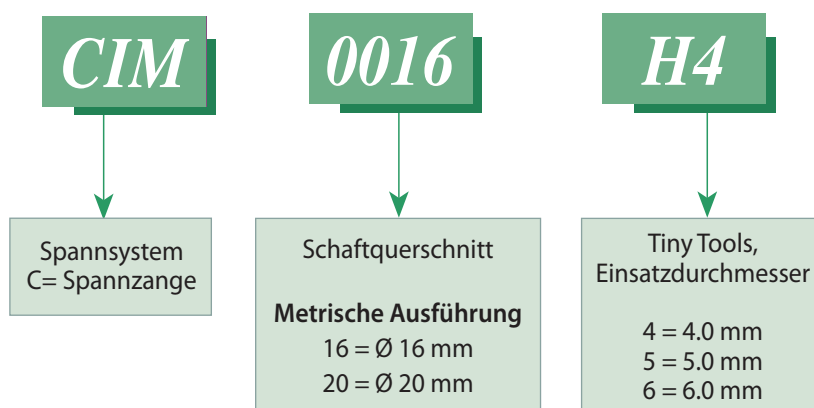 CIM 0016 H4
Spannsystem
C= Spannzange
Schaftquerschnitt
Metrische Ausführung
16 = Ø 16 mm
20 = Ø 20 mm
Tiny Tools,
Einsatzdurchmesser
4 = 4.0 mm
5 = 5.0 mm
6 = 6.0 mm